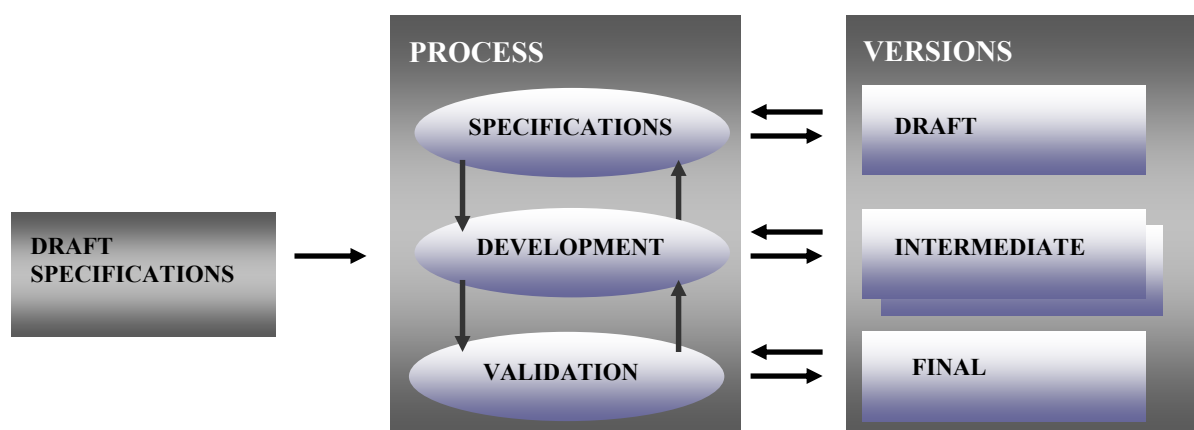 PROCESS
VERSIONS
SPECIFICATIONS
DRAFT
DRAFT
SPECIFICATIONS
DEVELOPMENT
INTERMEDIATE
VALIDATION
FINAL